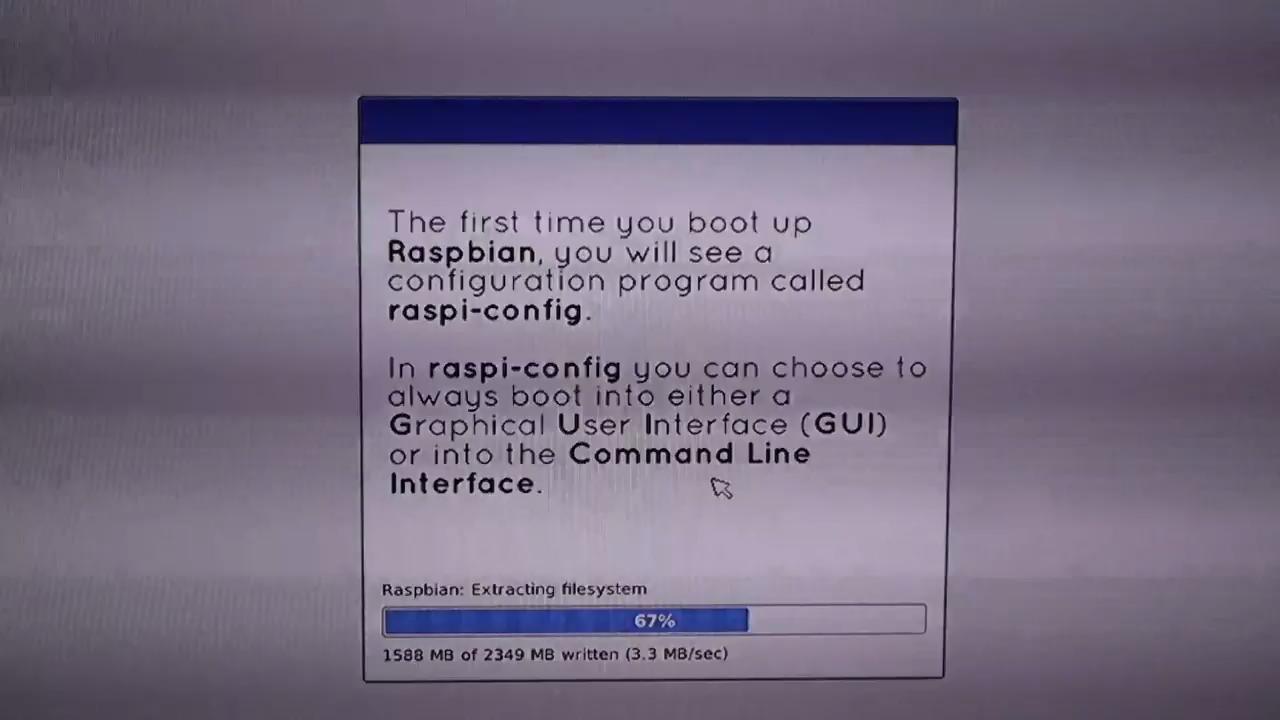 The first time you boot up
Raspbian, you will see a
configuration program called
raspi-config.
In raspi-config you can choose to
always boot into either a
Graphical User Interface (GUI)
or into the Command Line
Interface.
Raspbian: Extracting filesystem
67%
1588 MB of 2349 MB written (3.3 MB/sec)